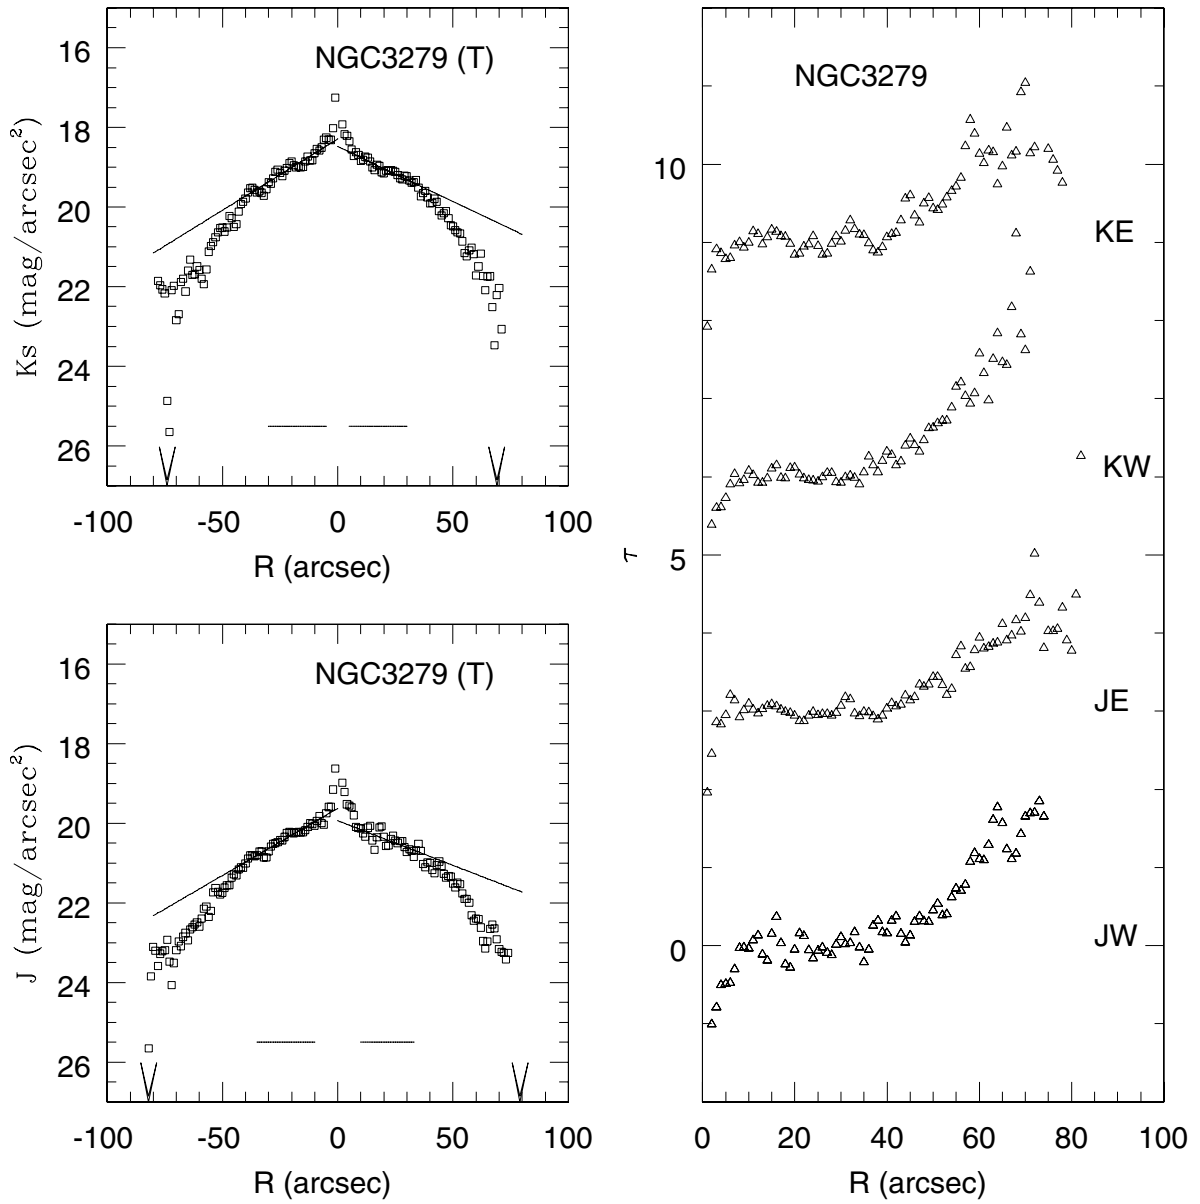 NGC3279 (T)
Ks (mag/arcsec²)
16
18
20
22
24
26
-100 -50 0 50 100
R (arcsec)
NGC3279 (T)
J (mag/arcsec²)
16
18
20
22
24
26
-100 -50 0 50 100
R (arcsec)
NGC3279
τ
10
5
0
KE
KW
JE
JW
0 20 40 60 80 100
R (arcsec)